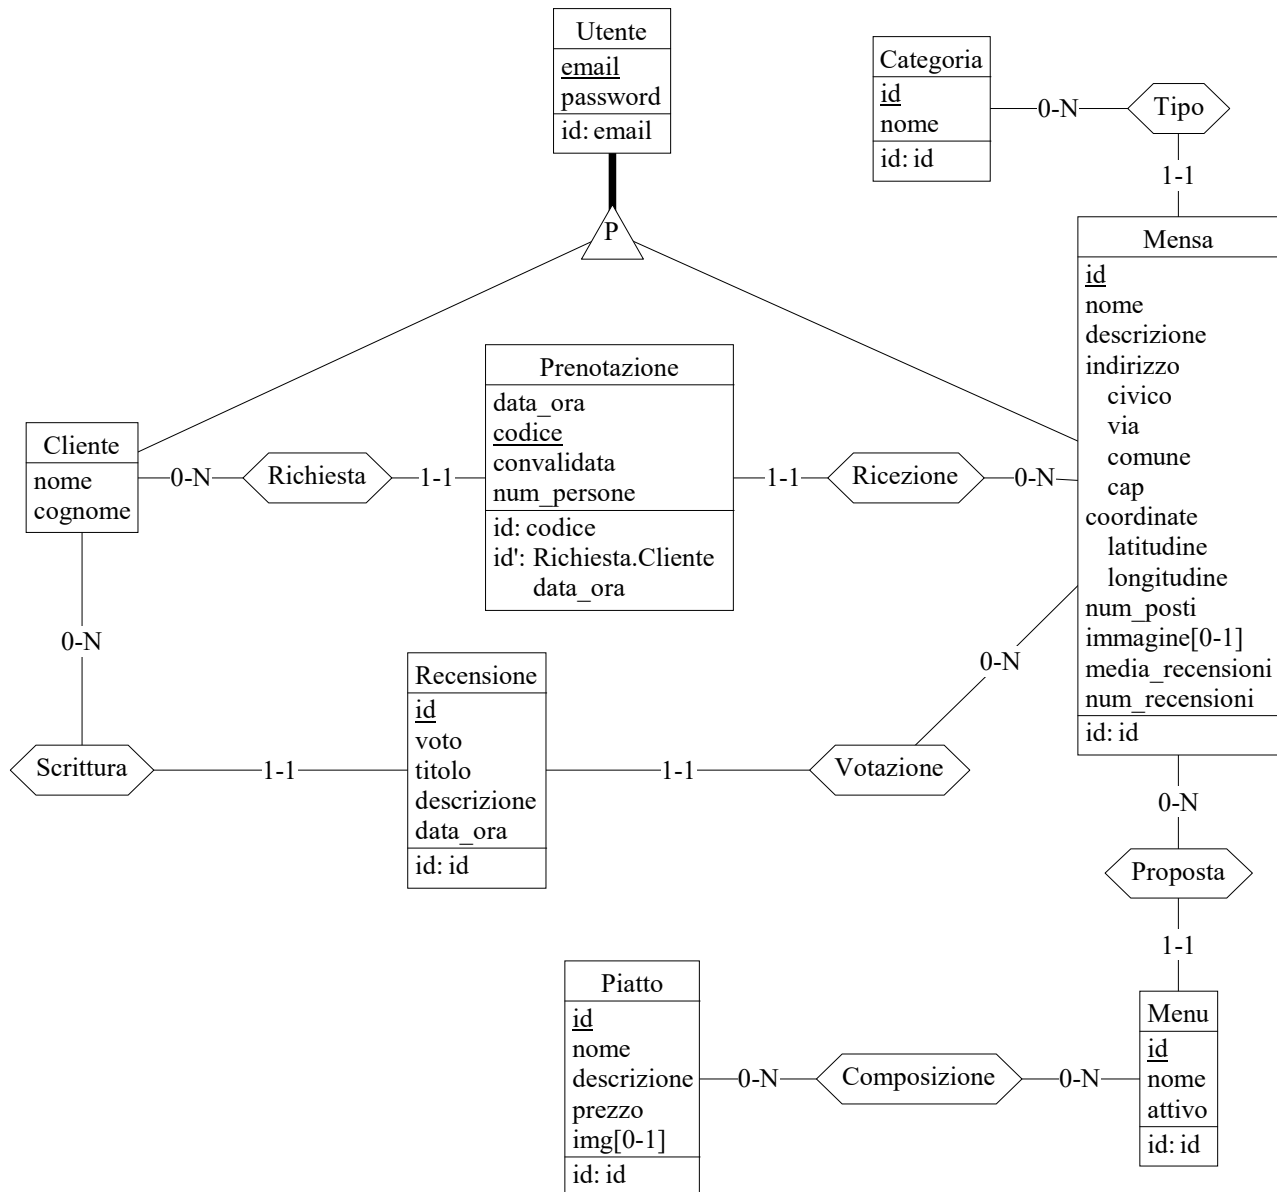 Utente
email
password
id: email
P
Categoria
id
nome
id: id
0-N
Tipo
1-1
Mensa
id
nome
descrizione
indirizzo
civico
via
comune
cap
coordinate
latitudine
longitudine
num_posti
immagine[0-1]
media_recensioni
num_recensioni
id: id
Cliente
nome
cognome
0-N
Richiesta
1-1
Prenotazione
data_ora
codice
convalidata
num_persone
id: codice
id': Richiesta.Cliente
data_ora
1-1
Ricezione
0-N
0-N
Scrittura
1-1
Recensione
id
voto
titolo
descrizione
data_ora
id: id
1-1
Votazione
0-N
0-N
Proposta
1-1
Piatto
id
nome
descrizione
prezzo
img[0-1]
id: id
0-N
Composizione
0-N
Menu
id
nome
attivo
id: id